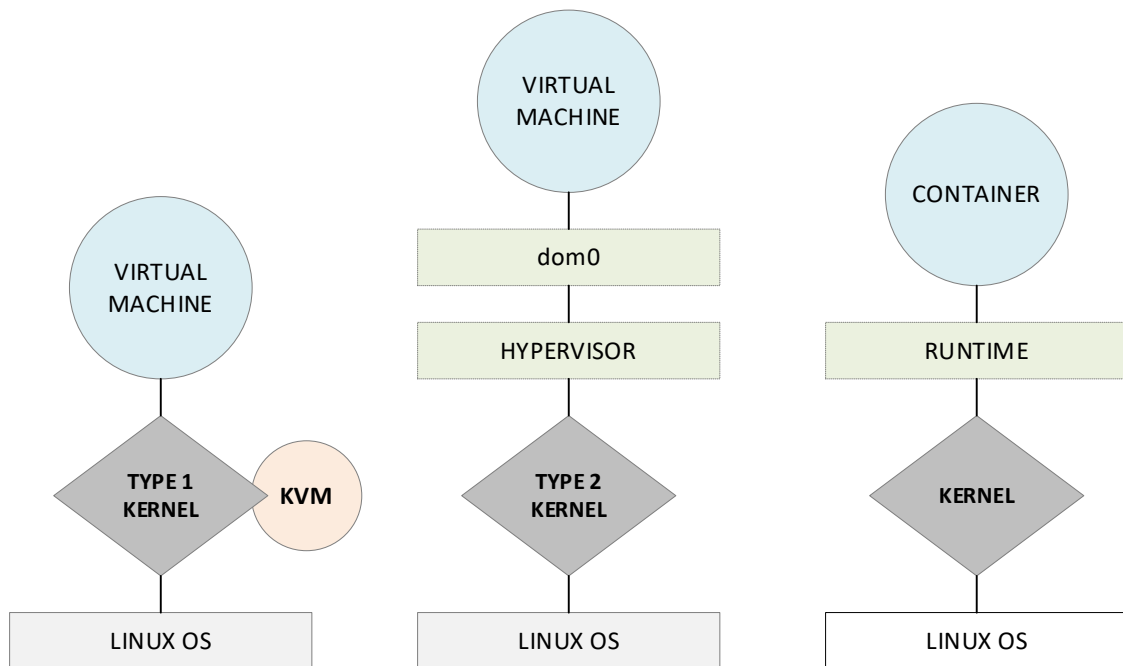 VIRTUAL
MACHINE
TYPE 1
KERNEL
KVM
LINUX OS
VIRTUAL
MACHINE
dom0
HYPERVISOR
TYPE 2
KERNEL
LINUX OS
CONTAINER
RUNTIME
KERNEL
LINUX OS